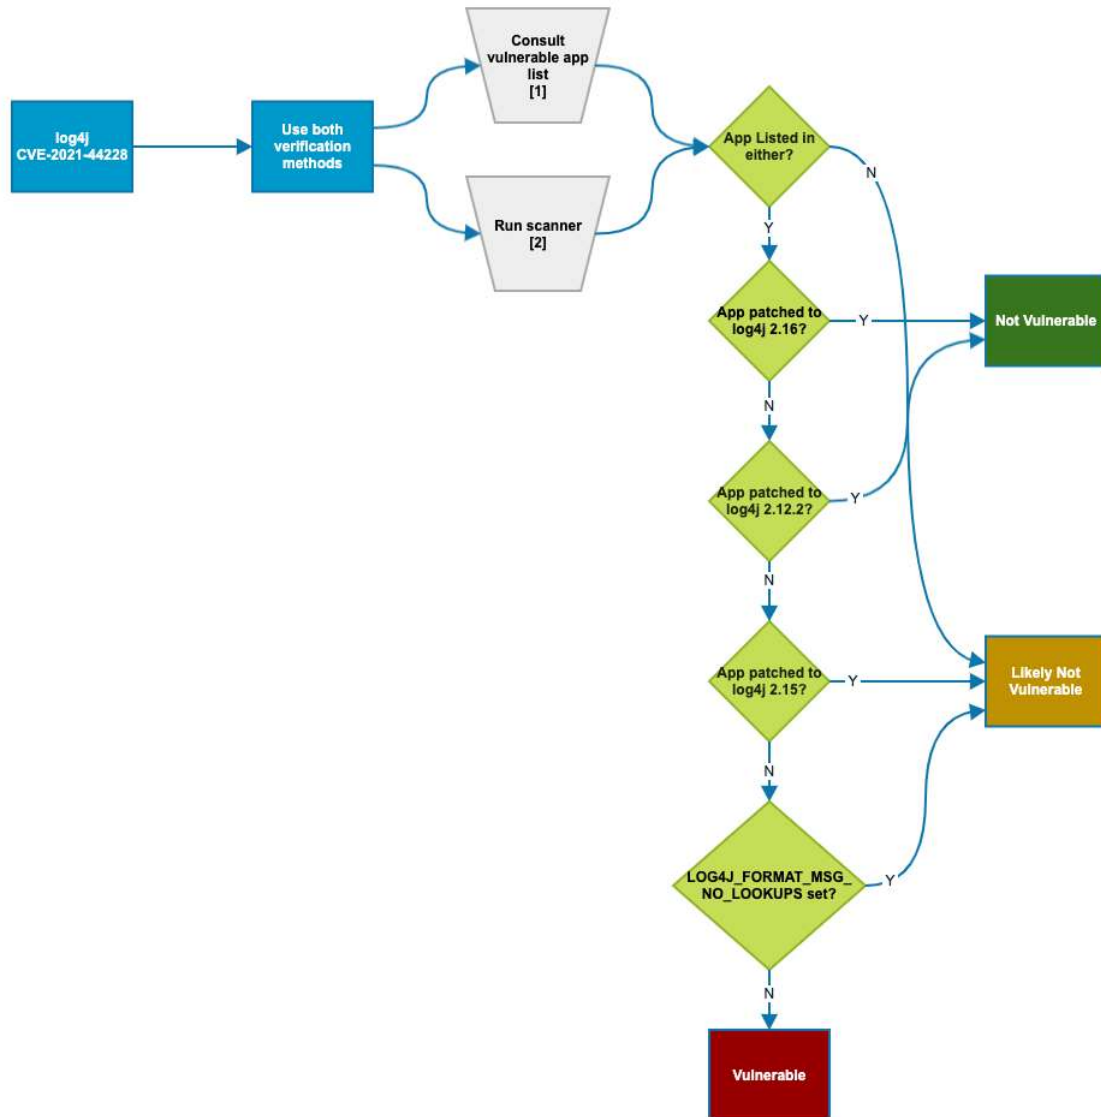 Consult
vulnerable app
list
[1]
log4j
CVE-2021-44228
Use both
verification
methods
App Listed in
either?
N
Run scanner
[2]
Y
App patched to
log4j 2.16?
Y
Not Vulnerable
N
App patched to
log4j 2.12.2?
Y
N
App patched to
log4j 2.15?
Y
Likely Not
Vulnerable
N
LOG4J_FORMAT_MSG_
NO_LOOKUPS set?
Y
N
Vulnerable